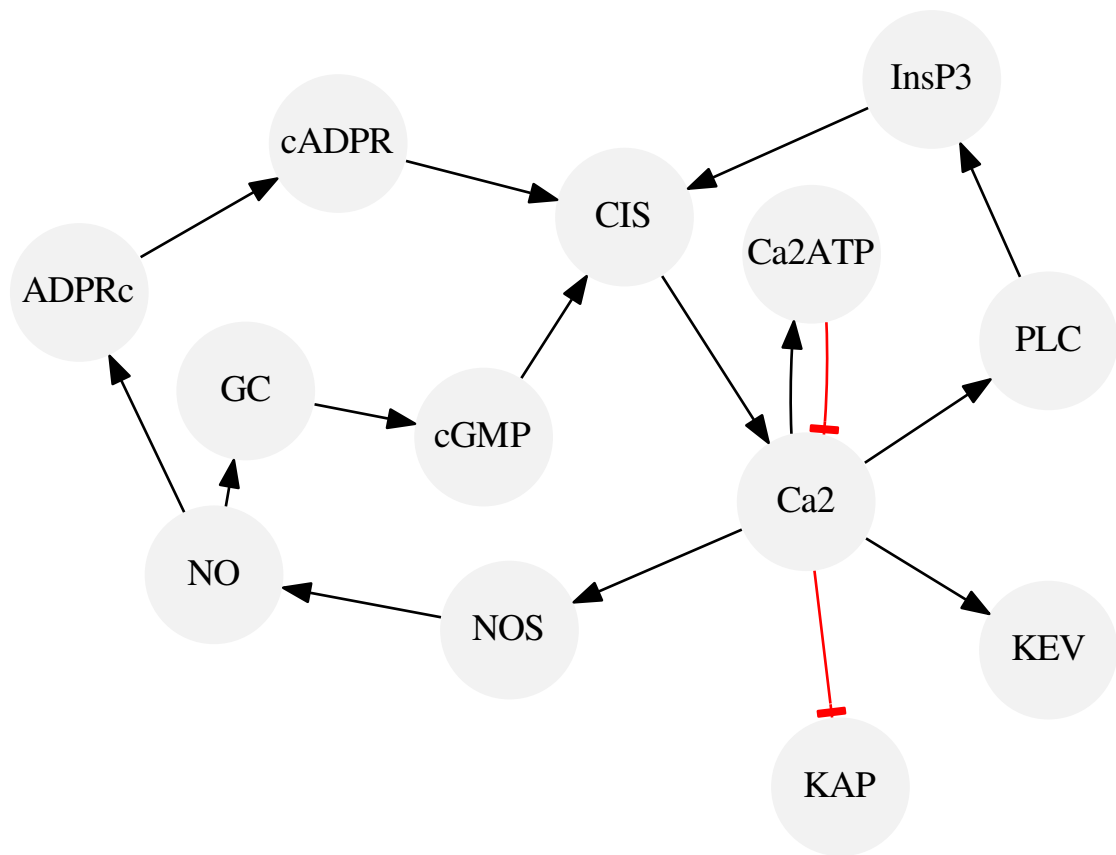 InsP3
cADPR
CIS
Ca2ATP
ADPRc
PLC
GC
cGMP
Ca2
NO
NOS
KEV
KAP